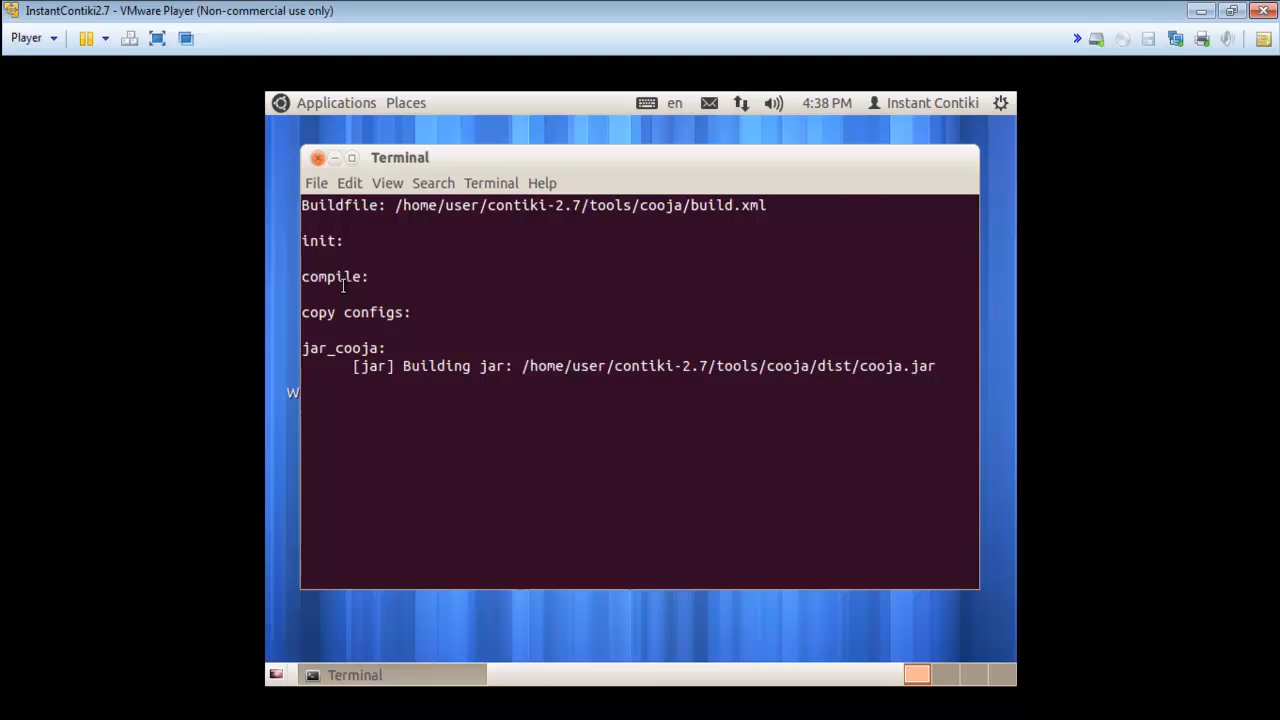 InstantContiki2.7 - VMware Player (Non-commercial use only)
Player
Applications Places en 4:38 PM Instant Contiki
Terminal
File Edit View Search Terminal Help
Buildfile: /home/user/contiki-2.7/tools/cooja/build.xml
init:
compile:
copy configs:
jar_cooja:
[jar] Building jar: /home/user/contiki-2.7/tools/cooja/dist/cooja.jar
W
Terminal